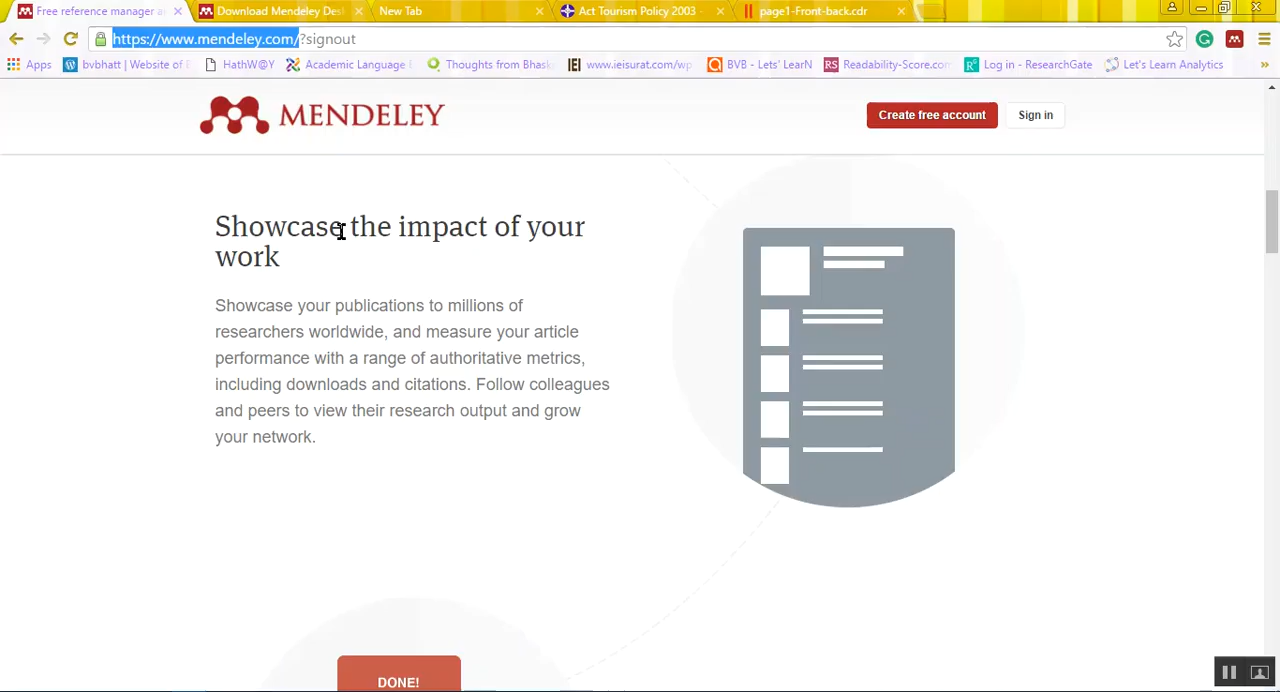 Free reference manager a
Download Mendeley Des
New Tab
Act Tourism Policy 2003 -
page1-Front-back.cdr
https://www.mendeley.com/?signout
Apps
bvbhatt | Website of
HathW@Y
Academic Language
Thoughts from Bhask
www.ieisurat.com/wp
BVB - Lets' LearN
RS Readability-Score.com
Log in - ResearchGate
Let's Learn Analytics
»
MENDELEY
Create free account
Sign in
Showcase the impact of your
work
Showcase your publications to millions of
researchers worldwide, and measure your article
performance with a range of authoritative metrics,
including downloads and citations. Follow colleagues
and peers to view their research output and grow
your network.
DONE!